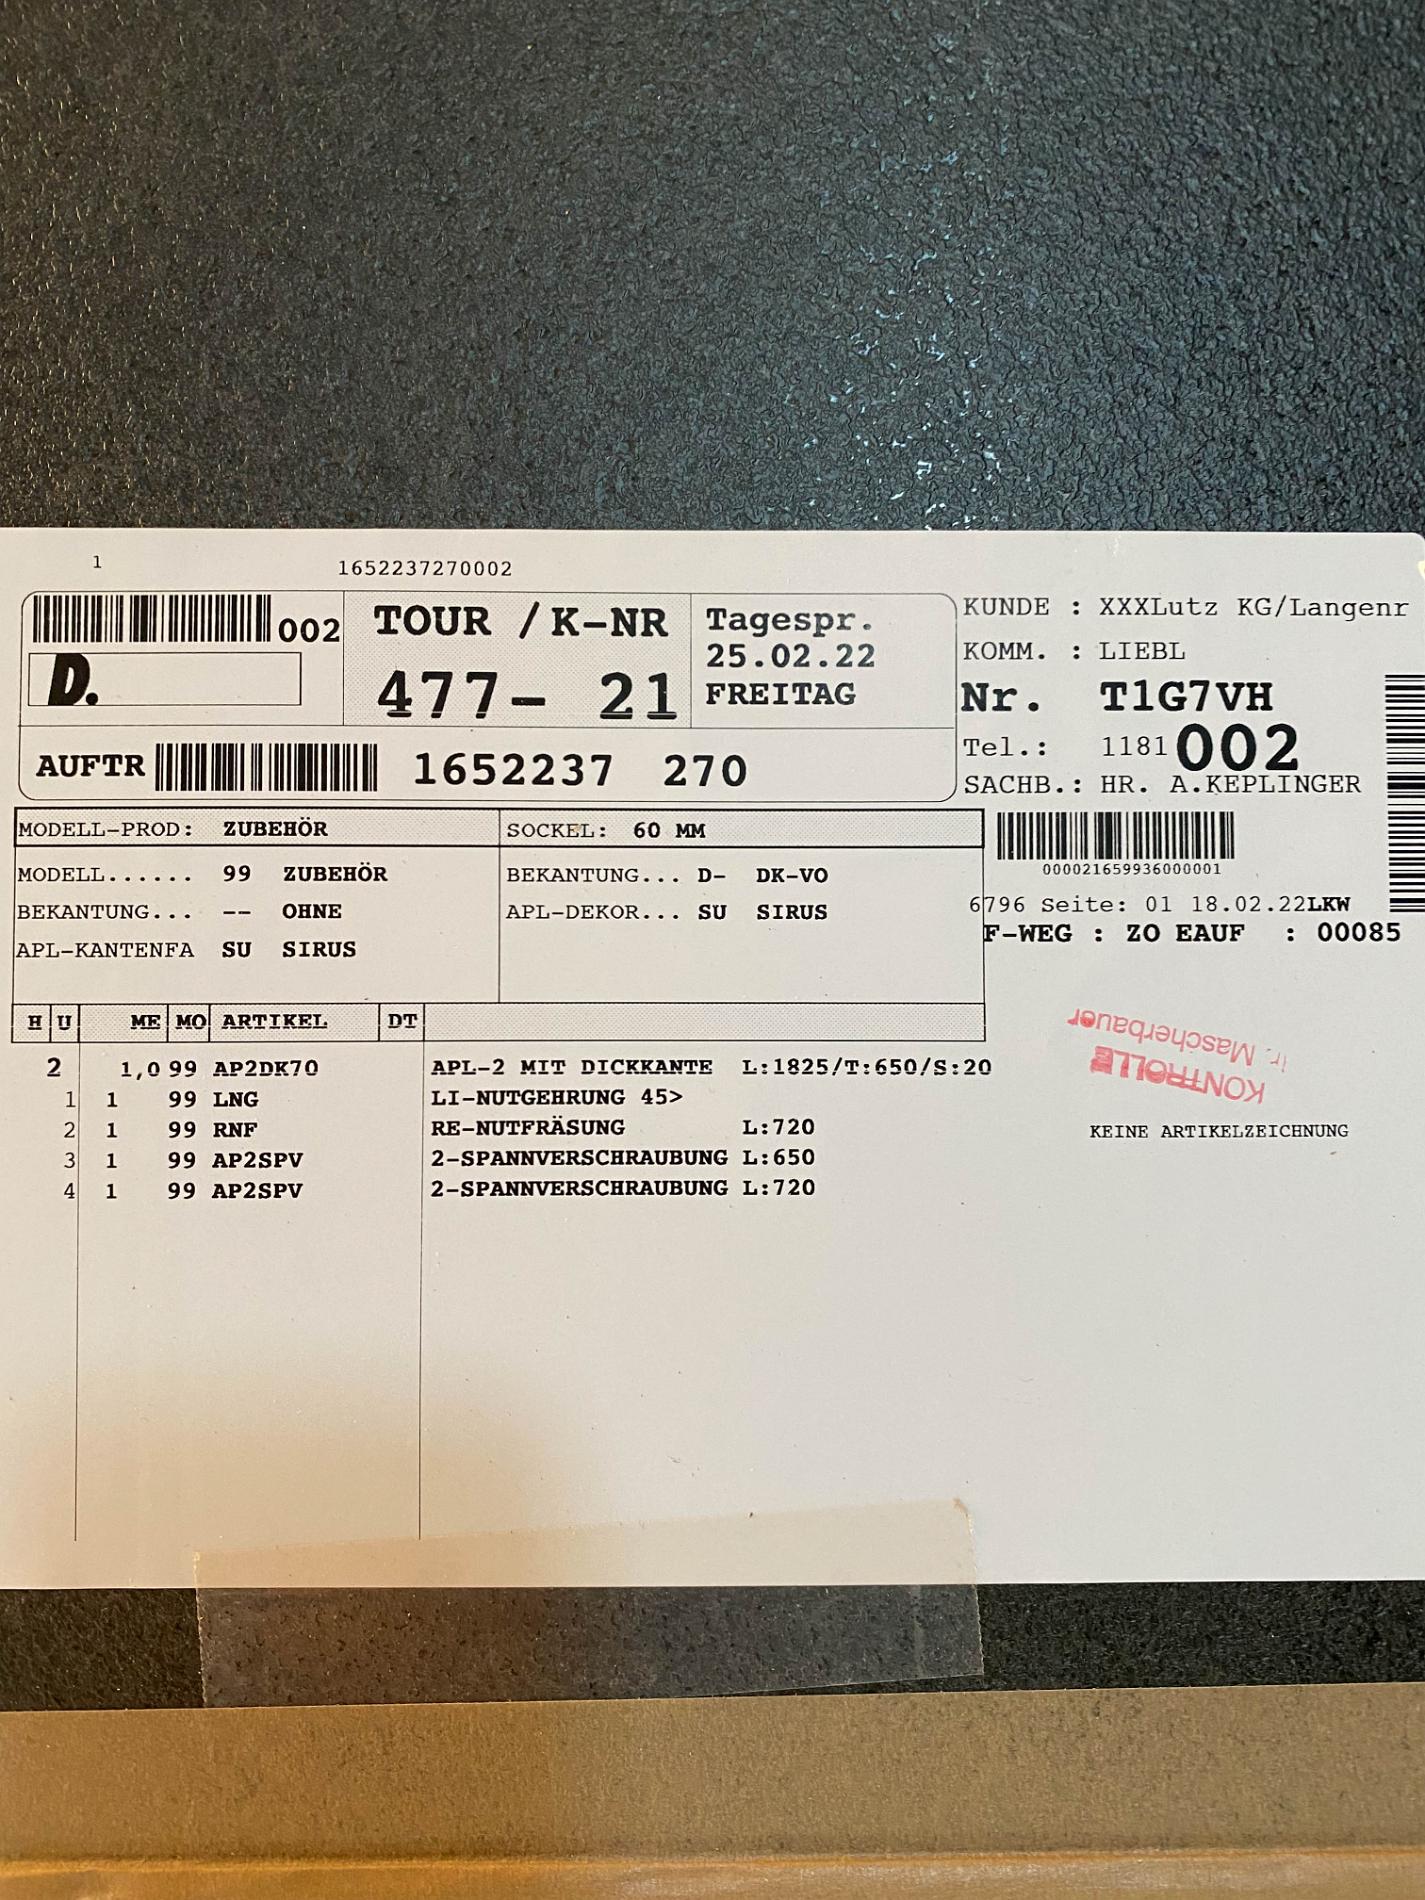 1 1652237270002
002 TOUR / K-NR Tagespr.
D. 477- 21 25.02.22
FREITAG
AUFTR 1652237 270
KUNDE : XXXLutz KG/Langenr
KOMM. : LIEBL
Nr. T1G7VH
Tel.: 1181 002
SACHB.: HR. A.KEPLINGER
000021659936000001
6796 Seite: 01 18.02.22LKW
F-WEG : ZO EAUF : 00085
MODELL-PROD: ZUBEHÖR SOCKEL: 60 MM
MODELL...... 99 ZUBEHÖR BEKANTUNG... D- DK-VO
BEKANTUNG... -- OHNE APL-DEKOR... SU SIRUS
APL-KANTENFA SU SIRUS
H U ME MO ARTIKEL DT
2 1,0 99 AP2DK70 APL-2 MIT DICKKANTE L:1825/T:650/S:20
1 1 99 LNG LI-NUTGEHRUNG 45>
2 1 99 RNF RE-NUTFRÄSUNG L:720
3 1 99 AP2SPV 2-SPANNVERSCHRAUBUNG L:650
4 1 99 AP2SPV 2-SPANNVERSCHRAUBUNG L:720
KONTROLLE
Mascherbauer
KEINE ARTIKELZEICHNUNG